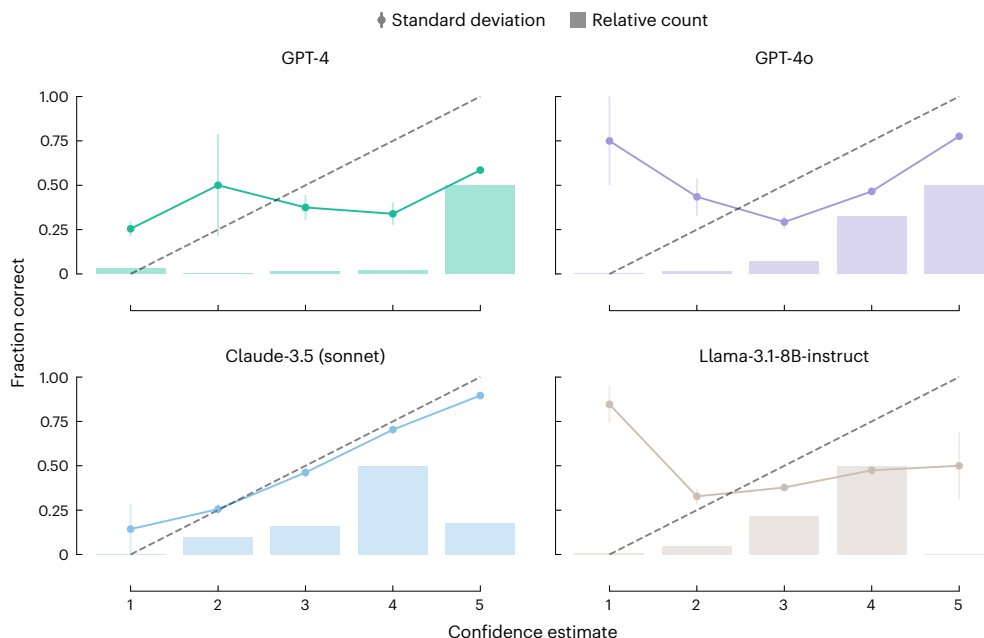 Standard deviation Relative count
GPT-4 GPT-4o
1.00
0.75
0.50
0.25
0
Fraction correct
Claude-3.5 (sonnet) Llama-3.1-8B-instruct
1.00
0.75
0.50
0.25
0
1 2 3 4 5 1 2 3 4 5
Confidence estimate